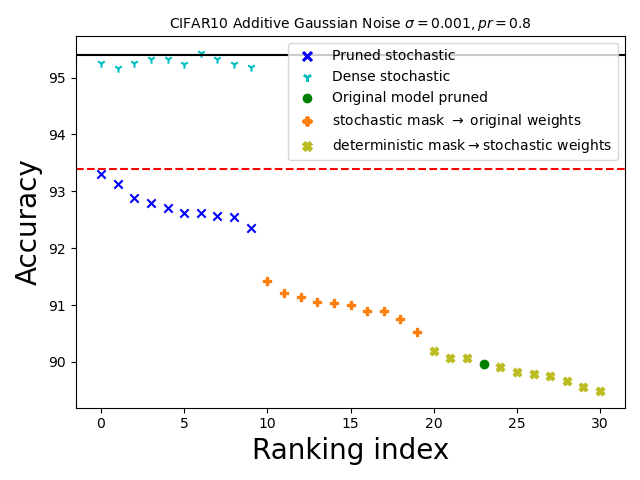 CIFAR10 Additive Gaussian Noise σ = 0.001, pr = 0.8
Pruned stochastic
Dense stochastic
Original model pruned
stochastic mask → original weights
deterministic mask→stochastic weights
Accuracy
95
94
93
92
91
90
0 5 10 15 20 25 30
Ranking index